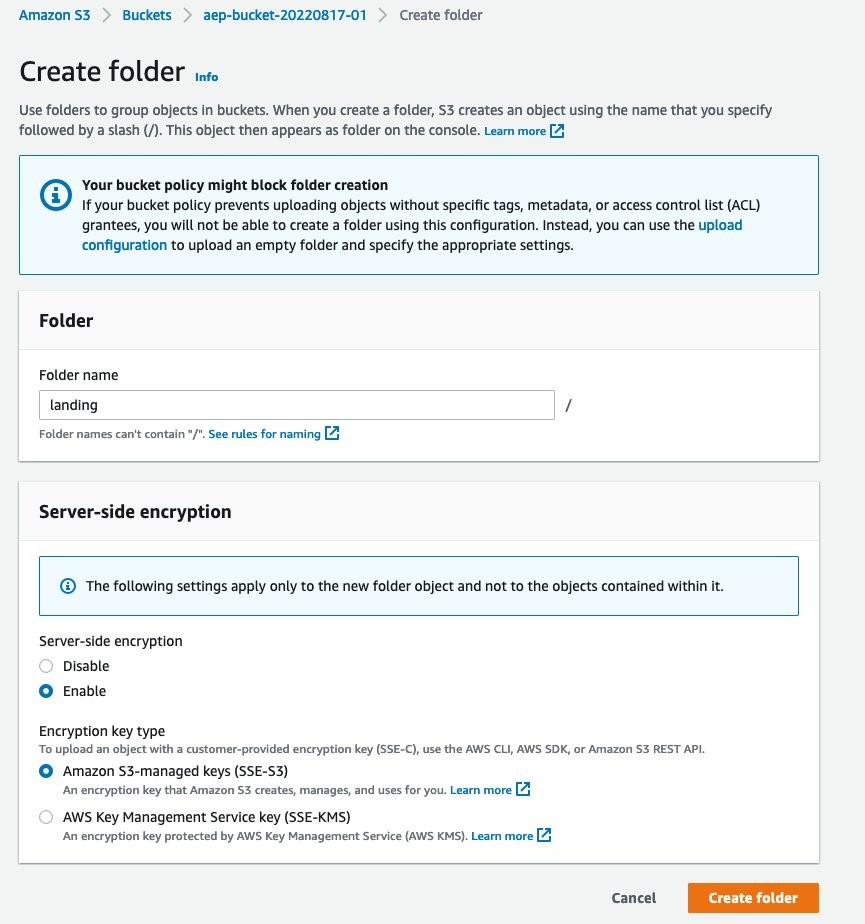 Amazon S3 > Buckets > aep-bucket-20220817-01 > Create folder
Create folder Info
Use folders to group objects in buckets. When you create a folder, S3 creates an object using the name that you specify
followed by a slash (/). This object then appears as folder on the console. Learn more
Your bucket policy might block folder creation
If your bucket policy prevents uploading objects without specific tags, metadata, or access control list (ACL)
grantees, you will not be able to create a folder using this configuration. Instead, you can use the upload
configuration to upload an empty folder and specify the appropriate settings.
Folder
Folder name
landing /
Folder names can't contain "/". See rules for naming
Server-side encryption
The following settings apply only to the new folder object and not to the objects contained within it.
Server-side encryption
Disable
Enable
Encryption key type
To upload an object with a customer-provided encryption key (SSE-C), use the AWS CLI, AWS SDK, or Amazon S3 REST API.
Amazon S3-managed keys (SSE-S3)
An encryption key that Amazon S3 creates, manages, and uses for you. Learn more
AWS Key Management Service key (SSE-KMS)
An encryption key protected by AWS Key Management Service (AWS KMS). Learn more
Cancel Create folder